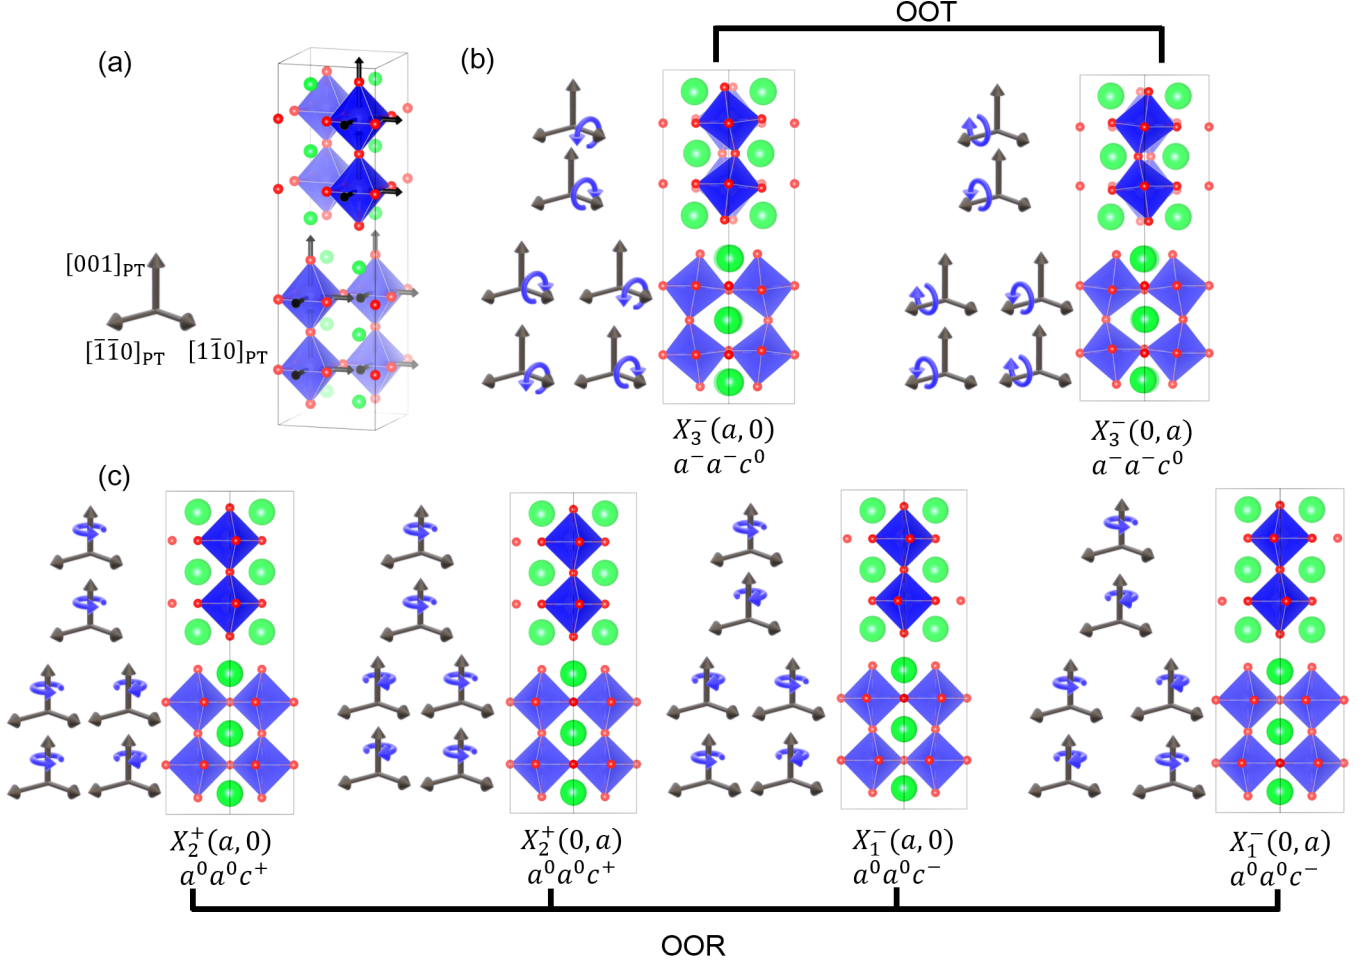 OOT
(a)
(b)
[001]PT
[1̅1̅0]PT
[11̅0]PT
X₃⁻(a, 0)
a⁻a⁻c⁰
X₃⁻(0, a)
a⁻a⁻c⁰
(c)
X₂⁺(a, 0)
a⁰a⁰c⁺
X₂⁺(0, a)
a⁰a⁰c⁺
X₁⁻(a, 0)
a⁰a⁰c⁻
X₁⁻(0, a)
a⁰a⁰c⁻
OOR